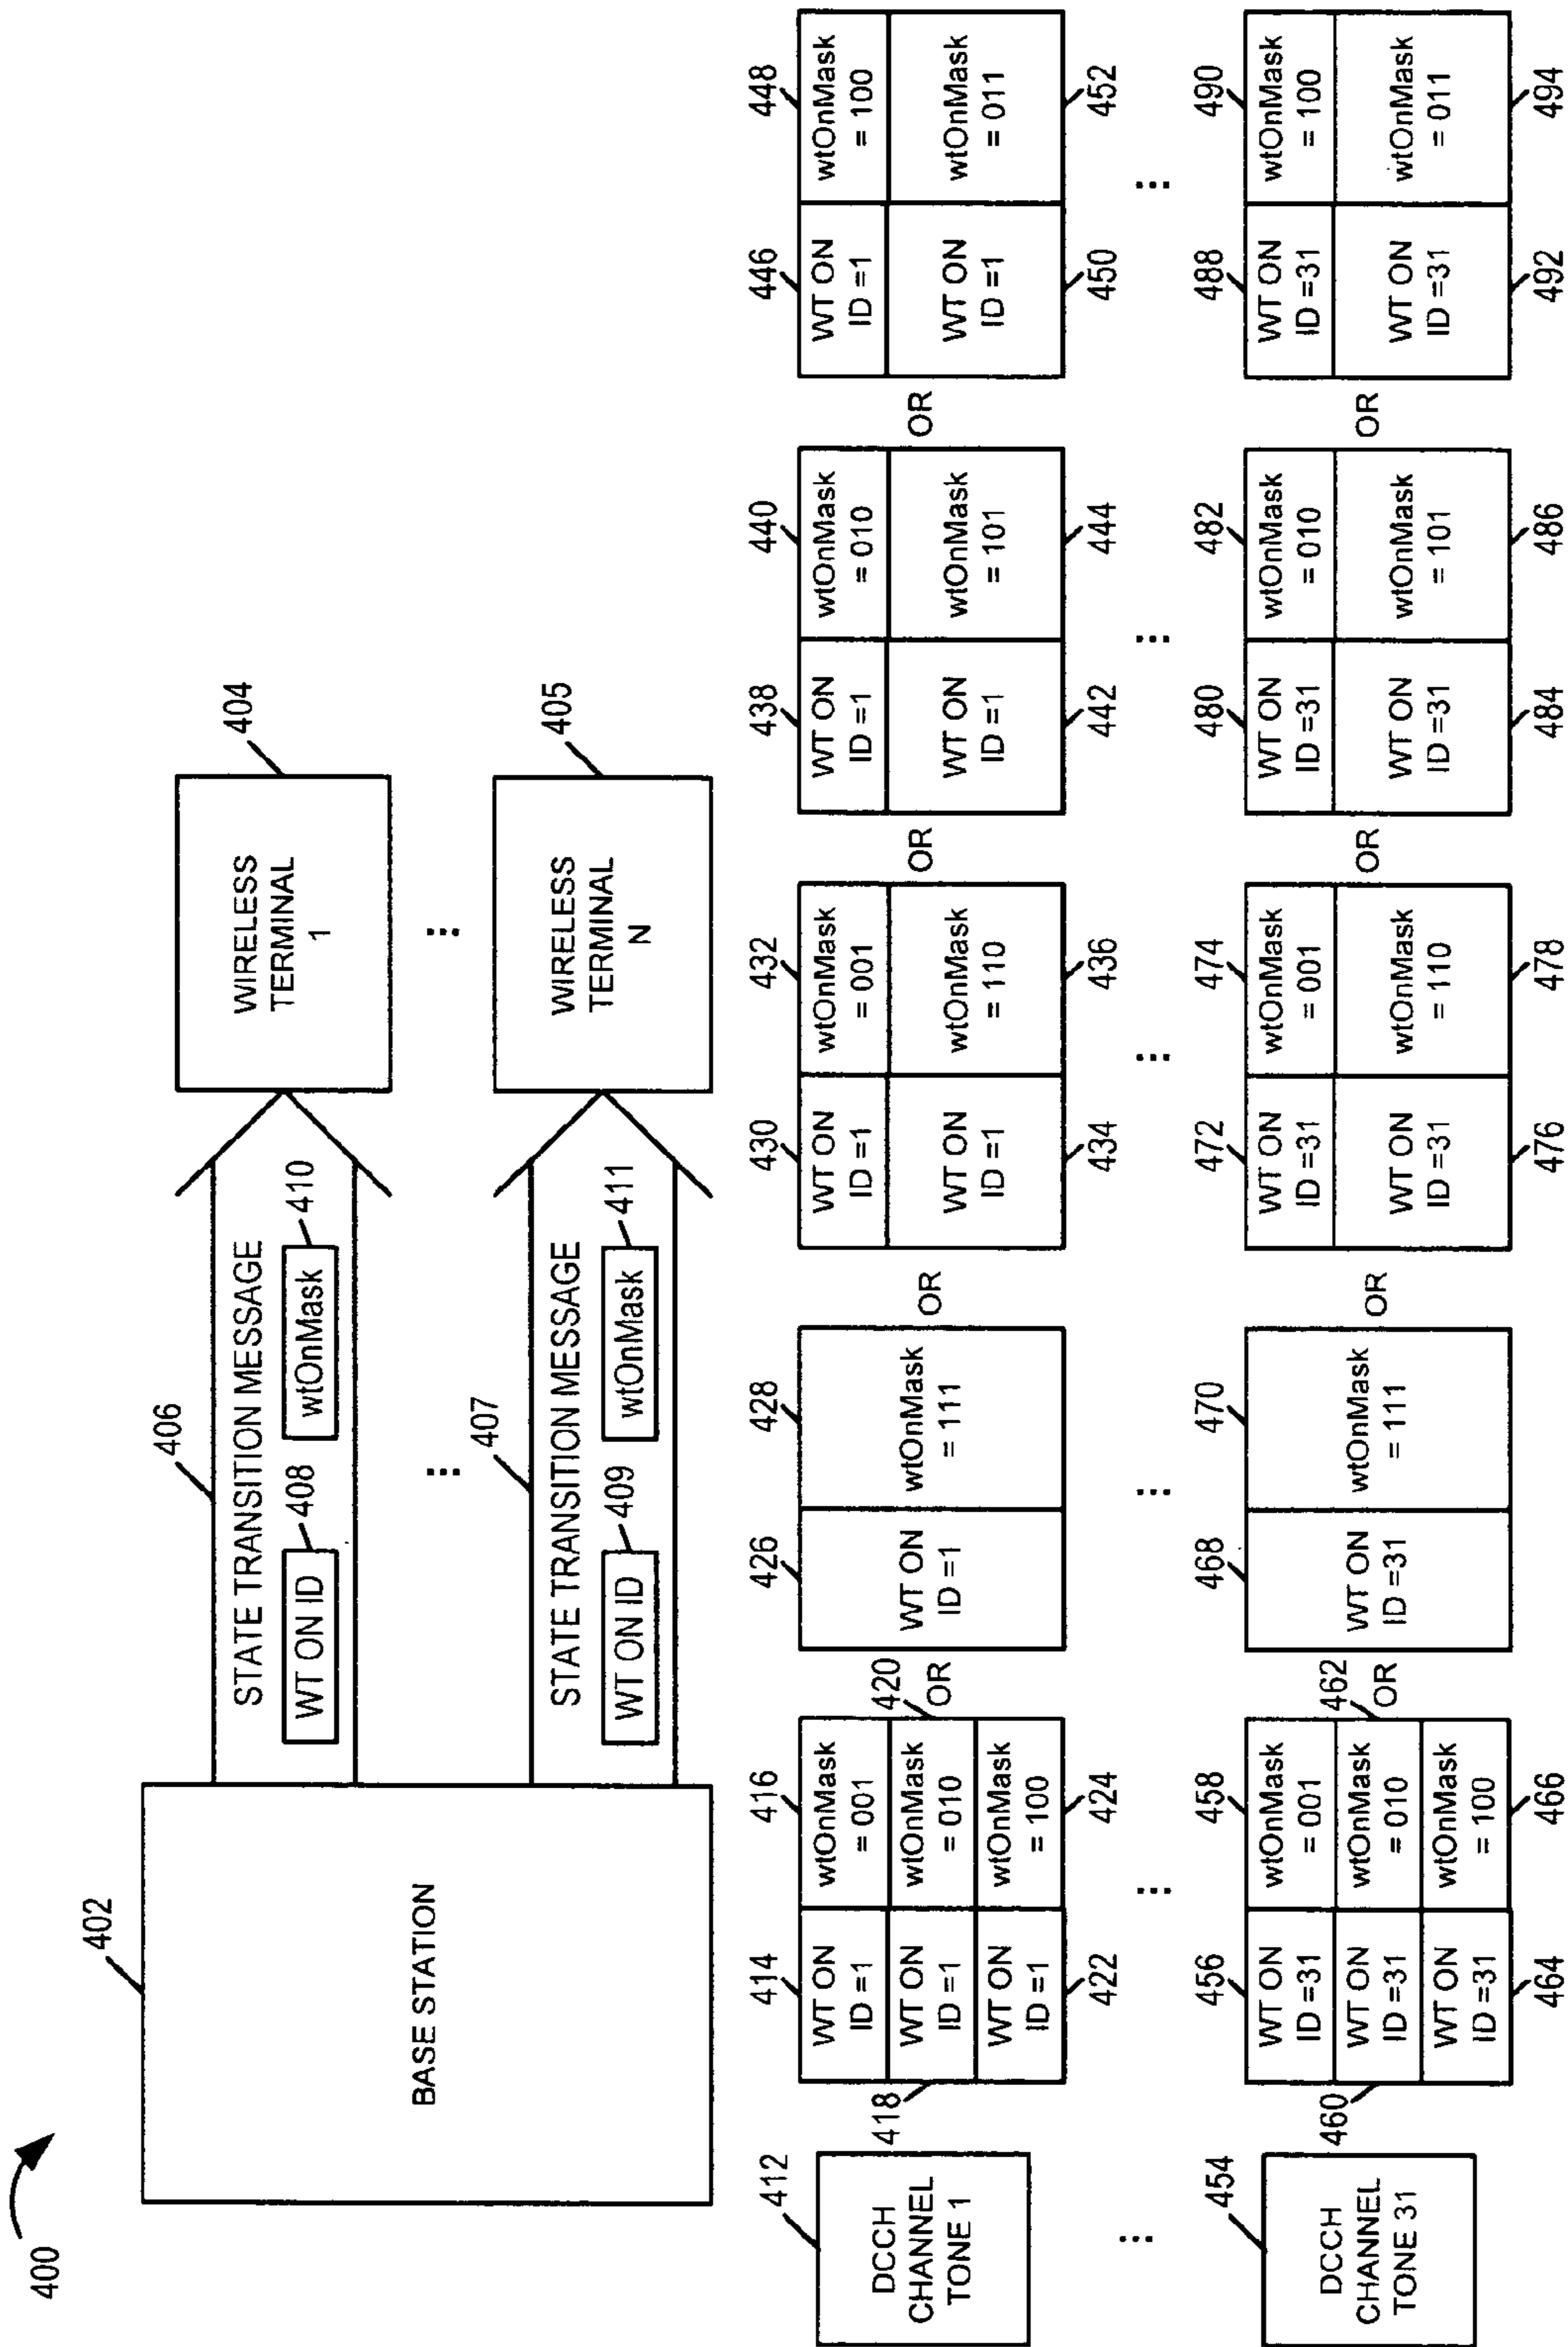 400
402
BASE STATION
406
STATE TRANSITION MESSAGE
WT ON ID
408
wtOnMask
410
404
WIRELESS
TERMINAL
1
...
...
407
STATE TRANSITION MESSAGE
WT ON ID
409
wtOnMask
411
405
WIRELESS
TERMINAL
N
412
DCCH
CHANNEL
TONE 1
414
416
WT ON
ID =1
wtOnMask
= 001
418
WT ON
ID =1
wtOnMask
= 010
420
WT ON
ID =1
wtOnMask
= 100
422
424
OR
426
428
WT ON
ID =1
wtOnMask
= 111
OR
430
432
WT ON
ID =1
wtOnMask
= 001
WT ON
ID =1
wtOnMask
= 110
434
436
OR
438
440
WT ON
ID =1
wtOnMask
= 010
WT ON
ID =1
wtOnMask
= 101
442
444
OR
446
448
WT ON
ID =1
wtOnMask
= 100
WT ON
ID =1
wtOnMask
= 011
450
452
...
...
...
...
...
...
454
DCCH
CHANNEL
TONE 31
456
458
WT ON
ID =31
wtOnMask
= 001
460
WT ON
ID =31
wtOnMask
= 010
462
WT ON
ID =31
wtOnMask
= 100
464
466
OR
468
470
WT ON
ID =31
wtOnMask
= 111
OR
472
474
WT ON
ID =31
wtOnMask
= 001
WT ON
ID =31
wtOnMask
= 110
476
478
OR
480
482
WT ON
ID =31
wtOnMask
= 010
WT ON
ID =31
wtOnMask
= 101
484
486
OR
488
490
WT ON
ID =31
wtOnMask
= 100
WT ON
ID =31
wtOnMask
= 011
492
494